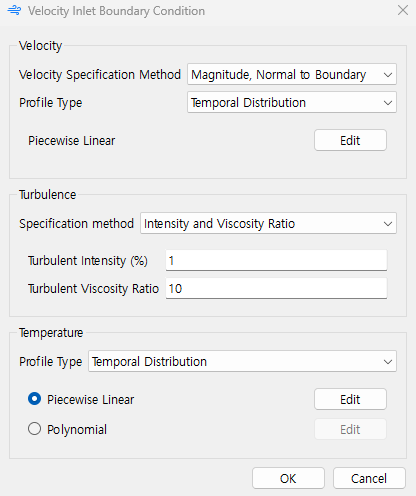 Velocity Inlet Boundary Condition
Velocity
Velocity Specification Method Magnitude, Normal to Boundary
Profile Type Temporal Distribution
Piecewise Linear Edit
Turbulence
Specification method Intensity and Viscosity Ratio
Turbulent Intensity (%) 1
Turbulent Viscosity Ratio 10
Temperature
Profile Type Temporal Distribution
Piecewise Linear Edit
Polynomial Edit
OK Cancel